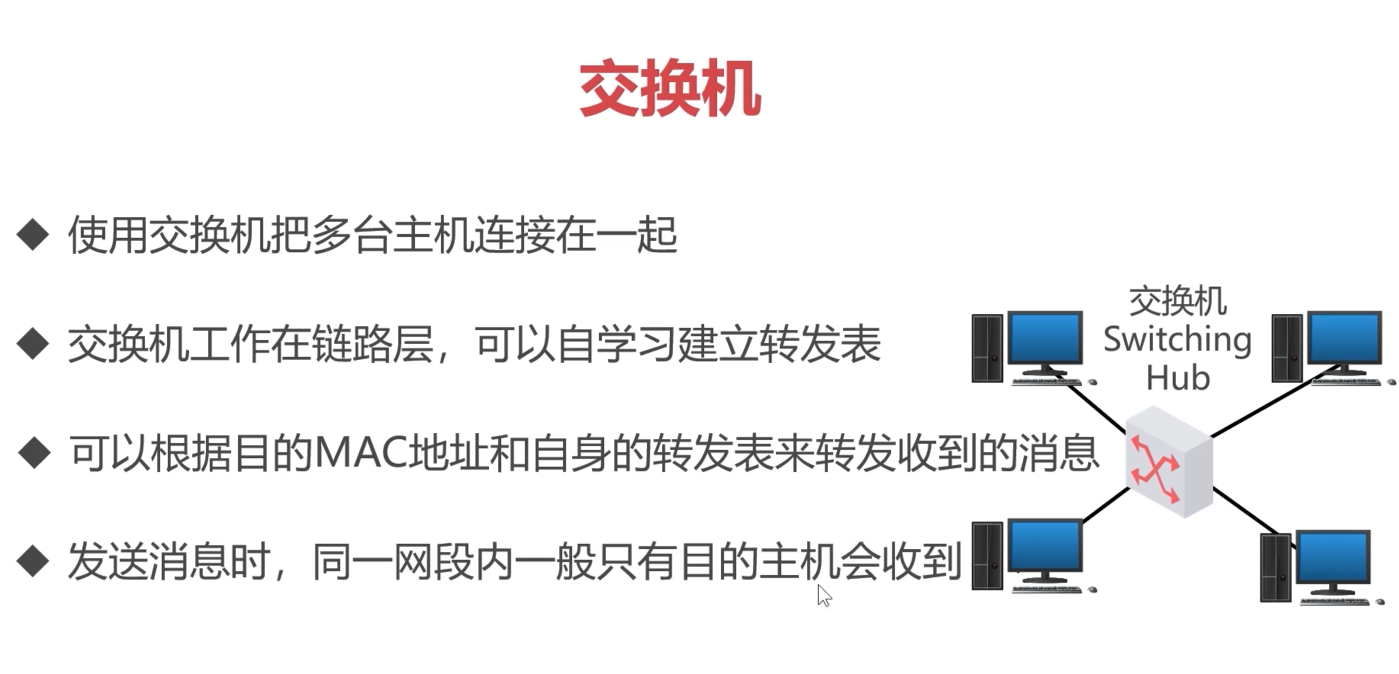 交换机
使用交换机把多台主机连接在一起
交换机工作在链路层，可以自学习建立转发表
可以根据目的MAC地址和自身的转发表来转发收到的消息
发送消息时，同一网段内一般只有目的主机会收到
交换机
Switching
Hub